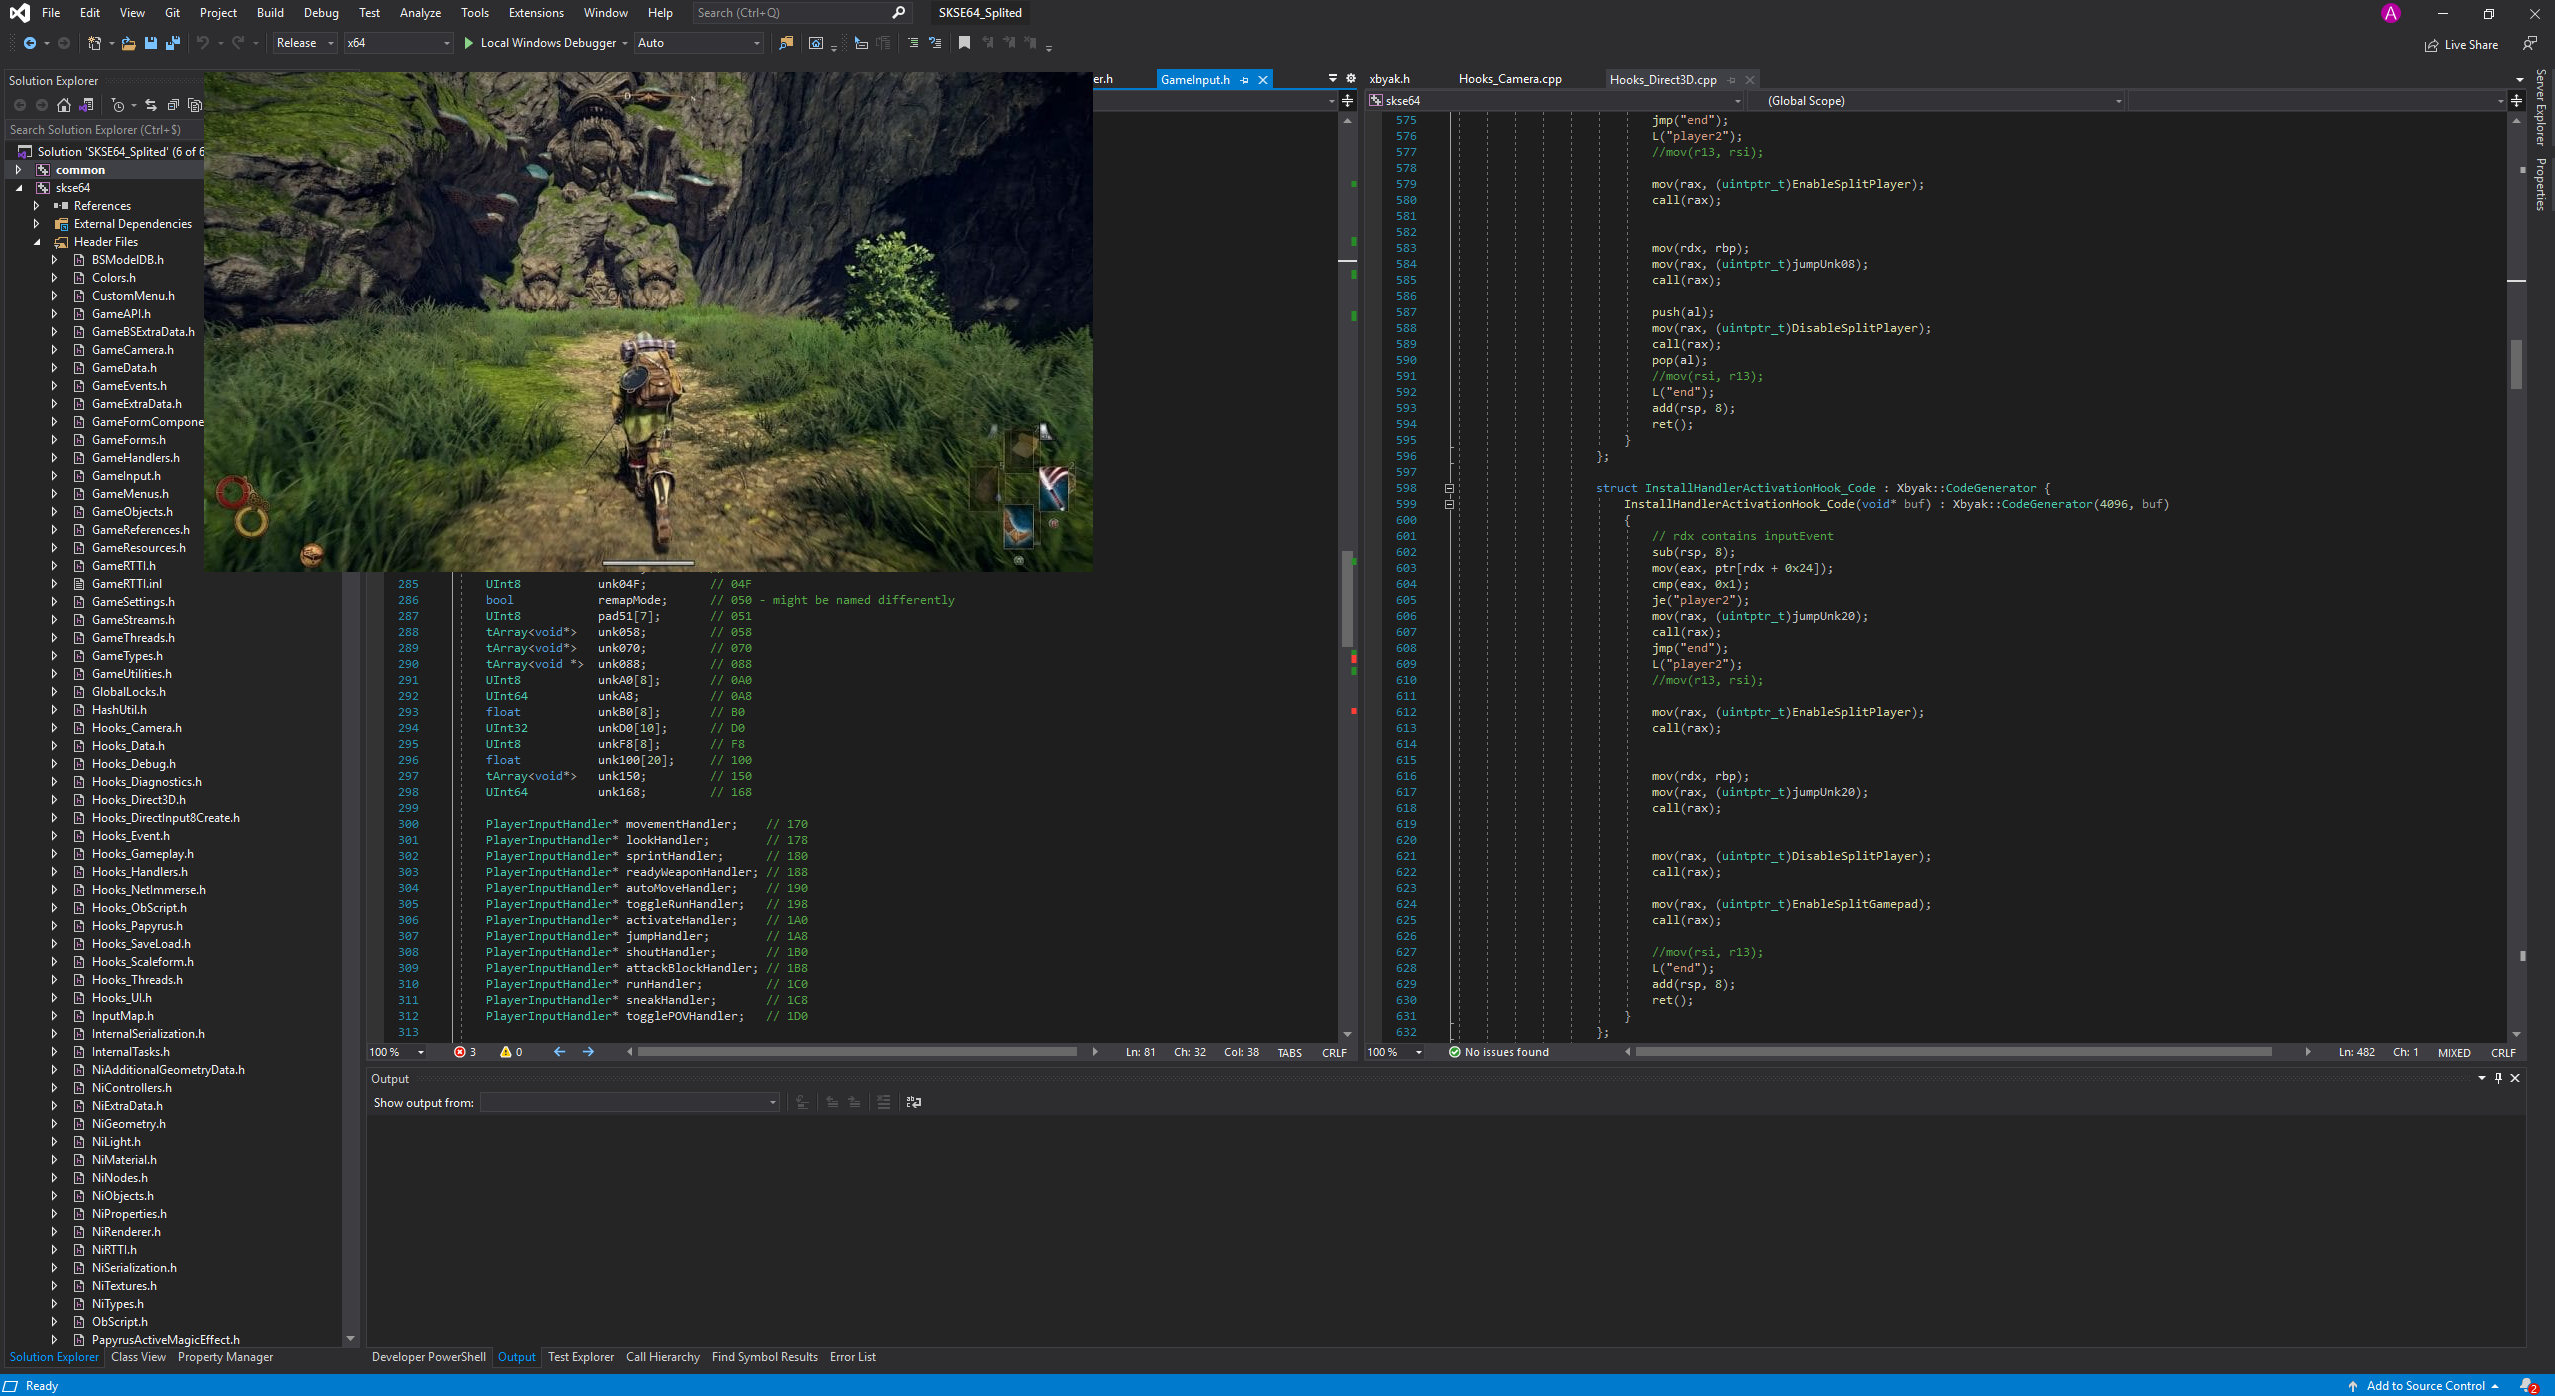 File Edit View Git Project Build Debug Test Analyze Tools Extensions Window Help Search (Ctrl+Q) SKSE64_Splited A
Release x64 Local Windows Debugger Auto Live Share
Solution Explorer
Search Solution Explorer (Ctrl+$)
Solution 'SKSE64_Splited' (6 of 6
common
skse64
References
External Dependencies
Header Files
BSModelDB.h
Colors.h
CustomMenu.h
GameAPI.h
GameBSExtraData.h
GameCamera.h
GameData.h
GameEvents.h
GameExtraData.h
GameFormCompone
GameForms.h
GameHandlers.h
GameInput.h
GameMenus.h
GameObjects.h
GameReferences.h
GameResources.h
GameRTTI.h
GameRTTI.inl
GameSettings.h
GameStreams.h
GameThreads.h
GameTypes.h
GameUtilities.h
GlobalLocks.h
HashUtil.h
Hooks_Camera.h
Hooks_Data.h
Hooks_Debug.h
Hooks_Diagnostics.h
Hooks_Direct3D.h
Hooks_DirectInput8Create.h
Hooks_Event.h
Hooks_Gameplay.h
Hooks_Handlers.h
Hooks_NetImmerse.h
Hooks_ObScript.h
Hooks_Papyrus.h
Hooks_SaveLoad.h
Hooks_Scaleform.h
Hooks_Threads.h
Hooks_UI.h
InputMap.h
InternalSerialization.h
InternalTasks.h
NiAdditionalGeometryData.h
NiControllers.h
NiExtraData.h
NiGeometry.h
NiLight.h
NiMaterial.h
NiNodes.h
NiObjects.h
NiProperties.h
NiRenderer.h
NiRTTI.h
NiSerialization.h
NiTextures.h
NiTypes.h
ObScript.h
PapyrusActiveMagicEffect.h
Solution Explorer Class View Property Manager
er.h GameInput.h
285 UInt8 unk04F; // 04F
286 bool remapMode; // 050 - might be named differently
287 UInt8 pad51[7]; // 051
288 tArray<void*> unk058; // 058
289 tArray<void*> unk070; // 070
290 tArray<void *> unk088; // 088
291 UInt8 unkA0[8]; // 0A0
292 UInt64 unkA8; // 0A8
293 float unkB0[8]; // B0
294 UInt32 unkD0[10]; // D0
295 UInt8 unkF8[8]; // F8
296 float unk100[20]; // 100
297 tArray<void*> unk150; // 150
298 UInt64 unk168; // 168
299
300 PlayerInputHandler* movementHandler; // 170
301 PlayerInputHandler* lookHandler; // 178
302 PlayerInputHandler* sprintHandler; // 180
303 PlayerInputHandler* readyWeaponHandler; // 188
304 PlayerInputHandler* autoMoveHandler; // 190
305 PlayerInputHandler* toggleRunHandler; // 198
306 PlayerInputHandler* activateHandler; // 1A0
307 PlayerInputHandler* jumpHandler; // 1A8
308 PlayerInputHandler* shoutHandler; // 1B0
309 PlayerInputHandler* attackBlockHandler; // 1B8
310 PlayerInputHandler* runHandler; // 1C0
311 PlayerInputHandler* sneakHandler; // 1C8
312 PlayerInputHandler* togglePOVHandler; // 1D0
313
100 % 3 0 Ln: 81 Ch: 32 Col: 38 TABS CRLF
xbyak.h Hooks_Camera.cpp Hooks_Direct3D.cpp
skse64 (Global Scope)
575 jmp("end");
576 L("player2");
577 //mov(r13, rsi);
578
579 mov(rax, (uintptr_t)EnableSplitPlayer);
580 call(rax);
581
582
583 mov(rdx, rbp);
584 mov(rax, (uintptr_t)jumpUnk08);
585 call(rax);
586
587 push(al);
588 mov(rax, (uintptr_t)DisableSplitPlayer);
589 call(rax);
590 pop(al);
591 //mov(rsi, r13);
592 L("end");
593 add(rsp, 8);
594 ret();
595 }
596 };
597
598 struct InstallHandlerActivationHook_Code : Xbyak::CodeGenerator {
599 InstallHandlerActivationHook_Code(void* buf) : Xbyak::CodeGenerator(4096, buf)
600 {
601 // rdx contains inputEvent
602 sub(rsp, 8);
603 mov(eax, ptr[rdx + 0x24]);
604 cmp(eax, 0x1);
605 je("player2");
606 mov(rax, (uintptr_t)jumpUnk20);
607 call(rax);
608 jmp("end");
609 L("player2");
610 //mov(r13, rsi);
611
612 mov(rax, (uintptr_t)EnableSplitPlayer);
613 call(rax);
614
615
616 mov(rdx, rbp);
617 mov(rax, (uintptr_t)jumpUnk20);
618 call(rax);
619
620
621 mov(rax, (uintptr_t)DisableSplitPlayer);
622 call(rax);
623
624 mov(rax, (uintptr_t)EnableSplitGamepad);
625 call(rax);
626
627 //mov(rsi, r13);
628 L("end");
629 add(rsp, 8);
630 ret();
631 }
632 };
100 % No issues found Ln: 482 Ch: 1 MIXED CRLF
Server Explorer
Properties
Output
Show output from:
Developer PowerShell Output Test Explorer Call Hierarchy Find Symbol Results Error List
Ready Add to Source Control 2